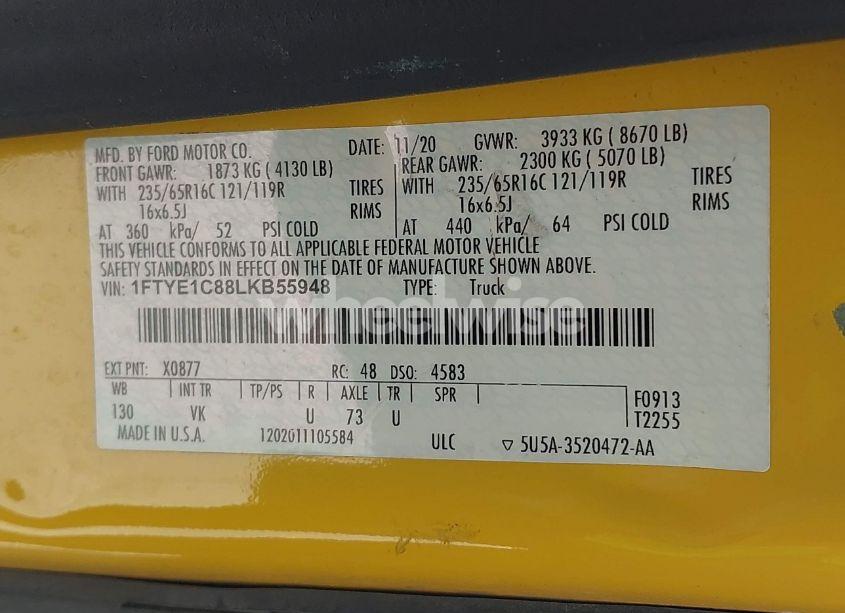 MFD. BY FORD MOTOR CO. DATE: 11/20 GVWR: 3933 KG ( 8670 LB)
FRONT GAWR: 1873 KG ( 4130 LB) REAR GAWR: 2300 KG ( 5070 LB)
WITH 235/65R16C 121/119R TIRES WITH 235/65R16C 121/119R TIRES
16x6.5J RIMS 16x6.5J RIMS
AT 360 kPa/ 52 PSI COLD AT 440 kPa/ 64 PSI COLD
THIS VEHICLE CONFORMS TO ALL APPLICABLE FEDERAL MOTOR VEHICLE
SAFETY STANDARDS IN EFFECT ON THE DATE OF MANUFACTURE SHOWN ABOVE.
VIN: 1FTYE1C88LKB55948 TYPE: Truck
wheelwise
EXT PNT: X0877 RC: 48 DSO: 4583
WB INT TR TP/PS R AXLE TR SPR F0913
130 VK U 73 U T2255
MADE IN U.S.A. 1202011105584 ULC ▽ 5U5A-3520472-AA